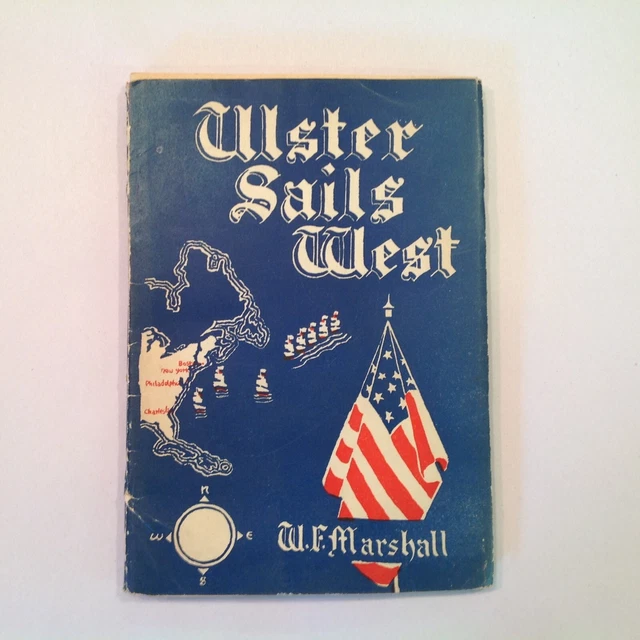 Ulster
Sails
West
Boston
New York
Philadelphia
Charleston
N
W E
S
W.F. Marshall